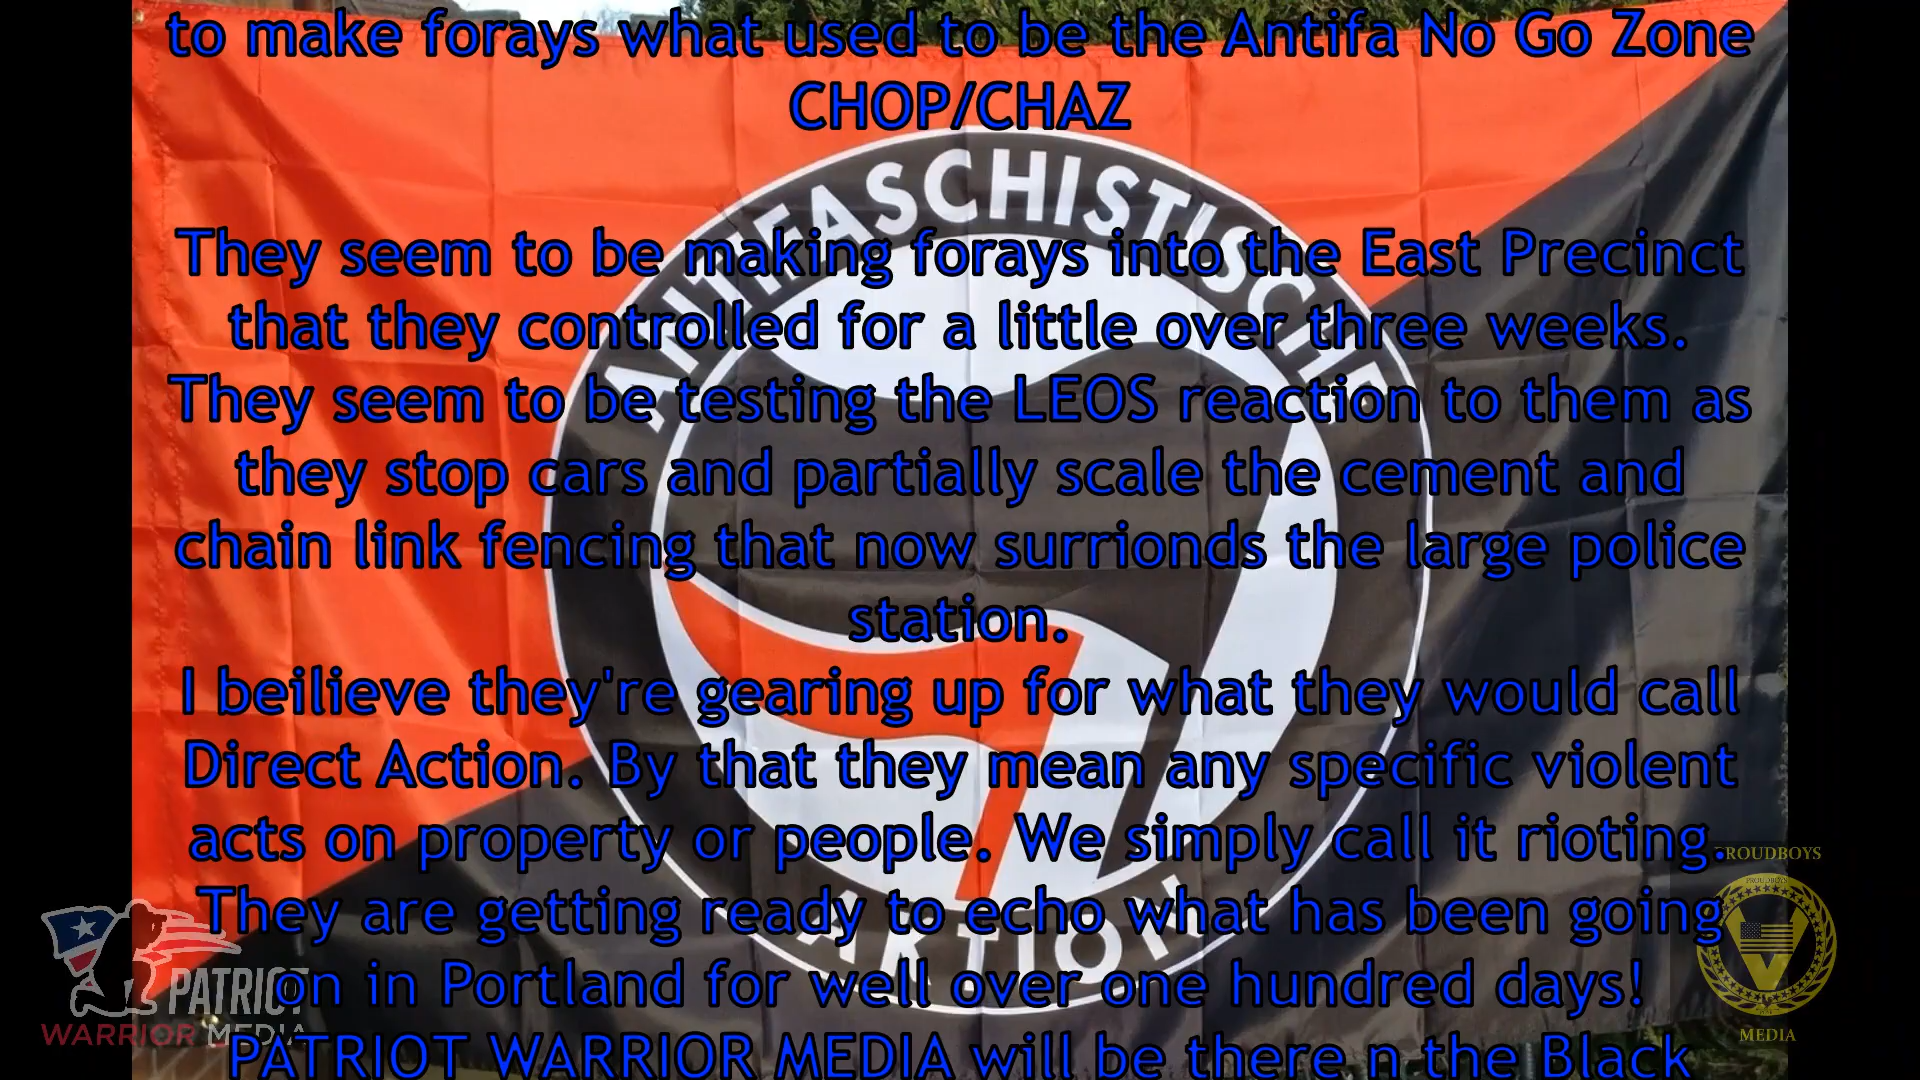 to make forays what used to be the Antifa No Go Zone
CHOP/CHAZ
ANTIFASCHISTISCHE
They seem to be making forays into the East Precinct
that they controlled for a little over three weeks.
They seem to be testing the LEOS reaction to them as
they stop cars and partially scale the cement and
chain link fencing that now surrionds the large police
station.
I beilieve they're gearing up for what they would call
Direct Action. By that they mean any specific violent
acts on property or people. We simply call it rioting.
They are getting ready to echo what has been going
on in Portland for well over one hundred days!
PATRIOT WARRIOR MEDIA will be there n the Black
AKTION
PATRIOT
WARRIOR MEDIA
PROUDBOYS
PROUDBOYS
MEDIA